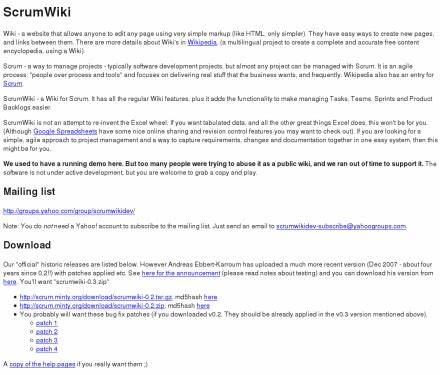 ScrumWiki
Wiki - a website that allows anyone to edit any page using very simple markup (like HTML, only simpler). They have easy ways to create new pages,
and links between them. There are more details about Wiki's in Wikipedia, (a multilingual project to create a complete and accurate free content
encyclopedia, using a Wiki).
Scrum - a way to manage projects - typically software development projects, but almost any project can be managed with Scrum. It is an agile
process: "people over process and tools" and focuses on delivering real stuff that the business wants, and frequently. Wikipedia also has an entry for
Scrum.
ScrumWiki - a Wiki for Scrum. It has all the regular Wiki features, plus it adds the functionality to make managing Tasks, Teams, Sprints and Product
Backlogs easier.
ScrumWiki is not an attempt to re-invent the Excel wheel. If you want tabulated data, and all the other great things Excel does, this won't be for you.
(Although Google Spreadsheets have some nice online sharing and revision control features you may want to check out). If you are looking for a
simple, agile approach to project management and a way to capture requirements, changes and documentation together in one easy system, then this
might be for you.
We used to have a running demo here. But too many people were trying to abuse it as a public wiki, and we ran out of time to support it. The
software is not under active development, but you are welcome to grab a copy and play.
Mailing list
http://groups.yahoo.com/group/scrumwikidev/
Note: You do not need a Yahoo! account to subscribe to the mailing list. Just send an email to scrumwikidev-subscribe@yahoogroups.com.
Download
Our "official" historic releases are listed below. However Andreas Ebbert-Karroum has uploaded a much more recent version (Dec 2007 - about four
years since 0.2!!) with patches applied etc. See here for the announcement (please read notes about testing) and you can download his version from
here. You'll want "scrumwiki-0.3.zip"
http://scrum.minty.org/download/scrumwiki-0.2.tar.gz. md5hash here
http://scrum.minty.org/download/scrumwiki-0.2.zip. md5hash here
You probably will want these bug fix patches (if you downloaded v0.2. They should be already applied in the v0.3 version mentioned above).
patch 1
patch 2
patch 3
patch 4
A copy of the help pages if you really want them ;)